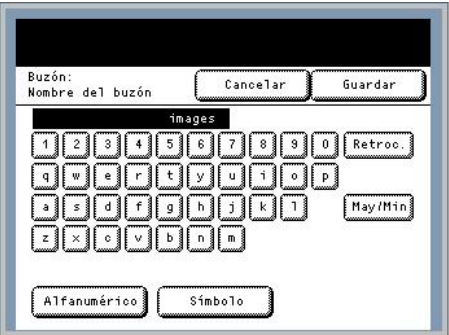 Buzón:
Nombre del buzón
Cancelar
Guardar
images
1 2 3 4 5 6 7 8 9 0 Retroc.
q w e r t y u i o p
a s d f g h j k l May/Min
z x c v b n m
Alfanumérico Símbolo